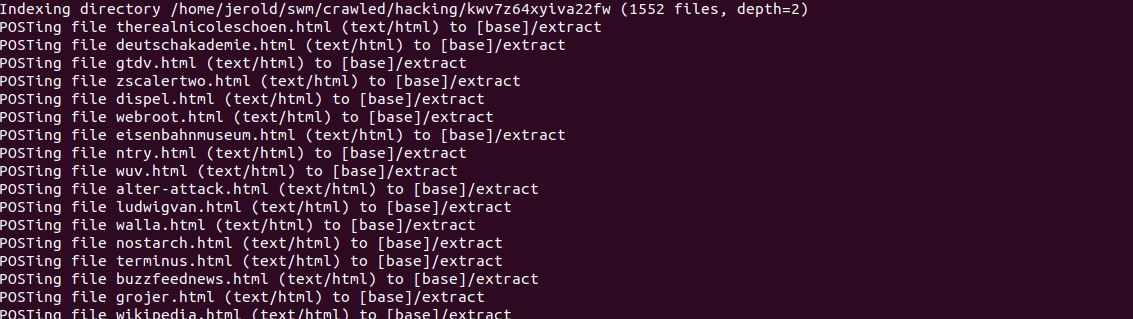 Indexing directory /home/jerold/swm/crawled/hacking/kwv7z64xyiva22fw (1552 files, depth=2)
POSTing file therealnicoleschoen.html (text/html) to [base]/extract
POSTing file deutschakademie.html (text/html) to [base]/extract
POSTing file gtdv.html (text/html) to [base]/extract
POSTing file zscalertwo.html (text/html) to [base]/extract
POSTing file dispel.html (text/html) to [base]/extract
POSTing file webroot.html (text/html) to [base]/extract
POSTing file eisenbahnmuseum.html (text/html) to [base]/extract
POSTing file ntry.html (text/html) to [base]/extract
POSTing file wuv.html (text/html) to [base]/extract
POSTing file alter-attack.html (text/html) to [base]/extract
POSTing file ludwigvan.html (text/html) to [base]/extract
POSTing file walla.html (text/html) to [base]/extract
POSTing file nostarch.html (text/html) to [base]/extract
POSTing file terminus.html (text/html) to [base]/extract
POSTing file buzzfeednews.html (text/html) to [base]/extract
POSTing file grojer.html (text/html) to [base]/extract
POSTing file wikipedia.html (text/html) to [base]/extract